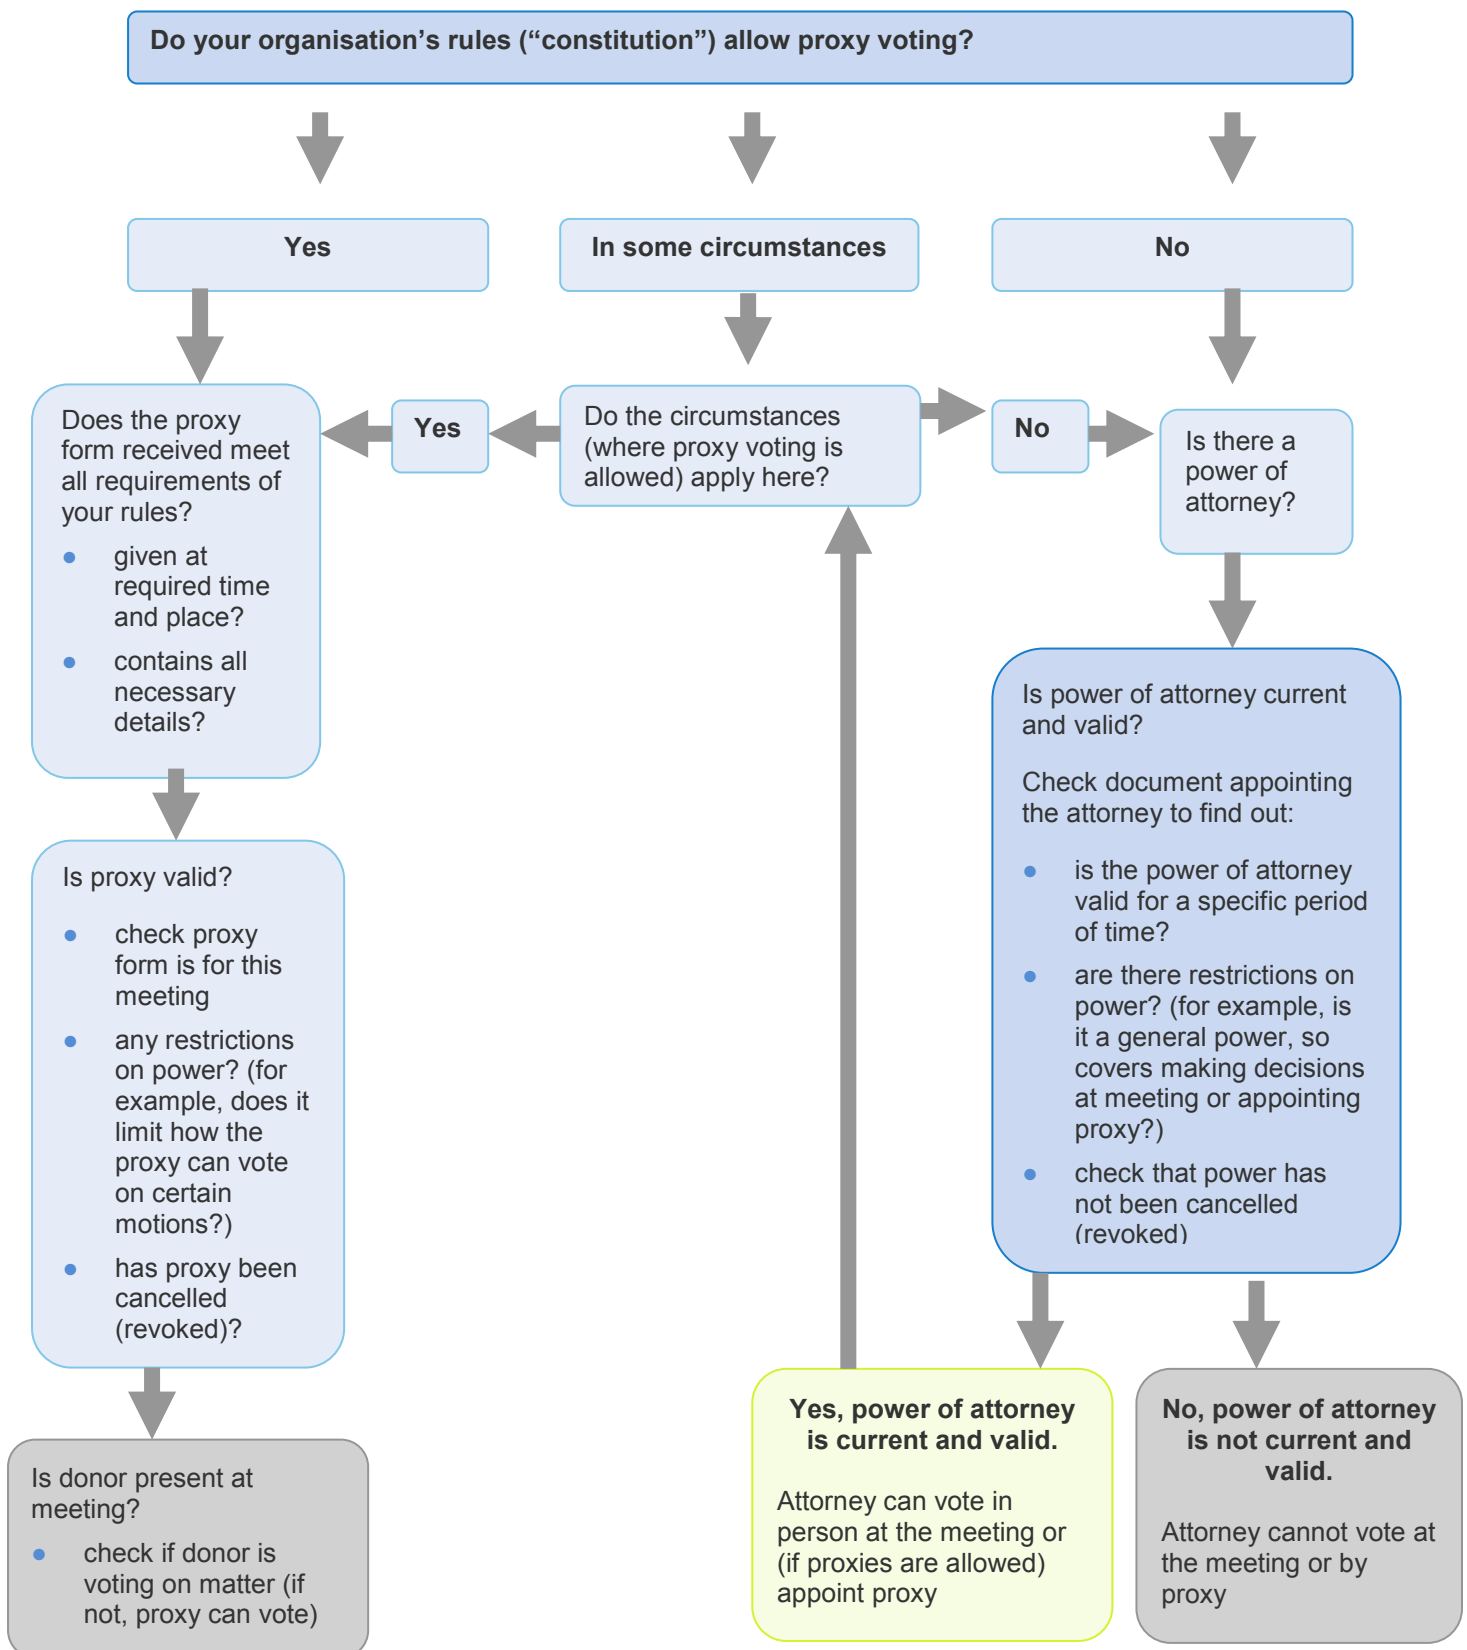 Do your organisation’s rules (“constitution”) allow proxy voting?
Yes
In some circumstances
No
Does the proxy
form received meet
all requirements of
your rules?
● given at
required time
and place?
● contains all
necessary
details?
Yes
Do the circumstances
(where proxy voting is
allowed) apply here?
No
Is there a
power of
attorney?
Is proxy valid?
● check proxy
form is for this
meeting
● any restrictions
on power? (for
example, does it
limit how the
proxy can vote
on certain
motions?)
● has proxy been
cancelled
(revoked)?
Is power of attorney current
and valid?
Check document appointing
the attorney to find out:
● is the power of attorney
valid for a specific period
of time?
● are there restrictions on
power? (for example, is
it a general power, so
covers making decisions
at meeting or appointing
proxy?)
● check that power has
not been cancelled
(revoked)
Is donor present at
meeting?
● check if donor is
voting on matter (if
not, proxy can vote)
Yes, power of attorney
is current and valid.
Attorney can vote in
person at the meeting or
(if proxies are allowed)
appoint proxy
No, power of attorney
is not current and
valid.
Attorney cannot vote at
the meeting or by
proxy